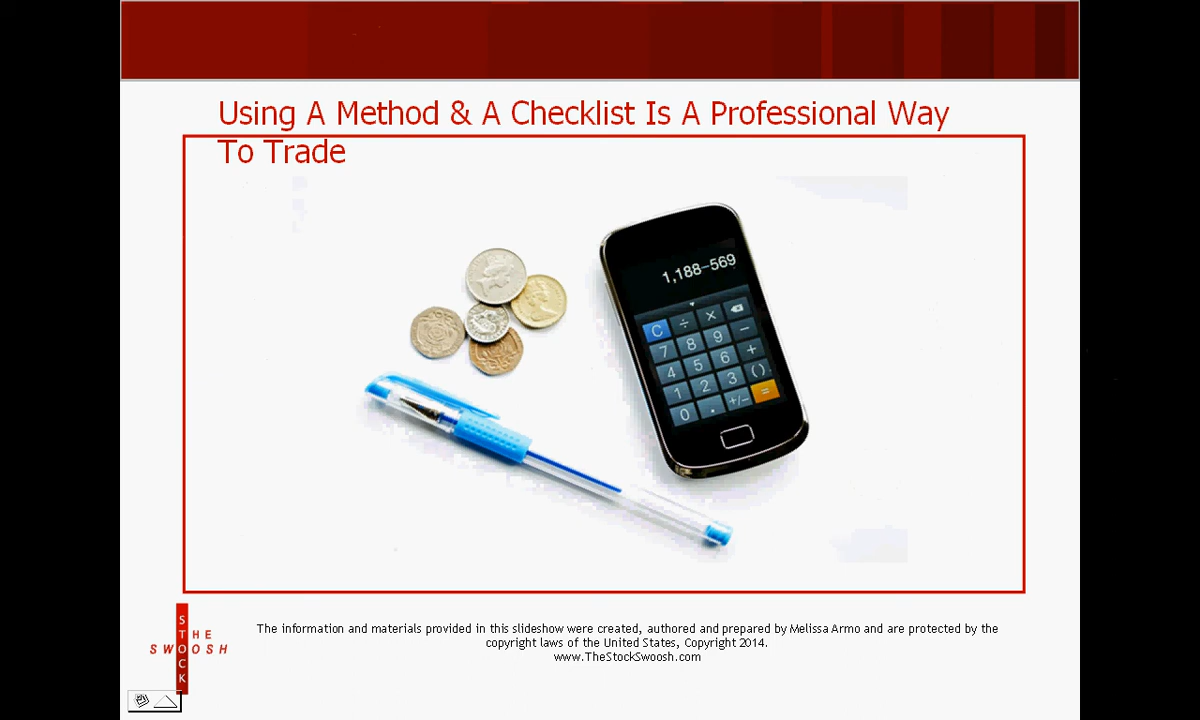 Using A Method & A Checklist Is A Professional Way
To Trade
1,188-569
C ÷ ×
7 8 9 −
4 5 6 +
1 2 3 ()
0 . +/− =
THE
STOCK
SWOOSH
The information and materials provided in this slideshow were created, authored and prepared by Melissa Armo and are protected by the
copyright laws of the United States, Copyright 2014.
www.TheStockSwoosh.com